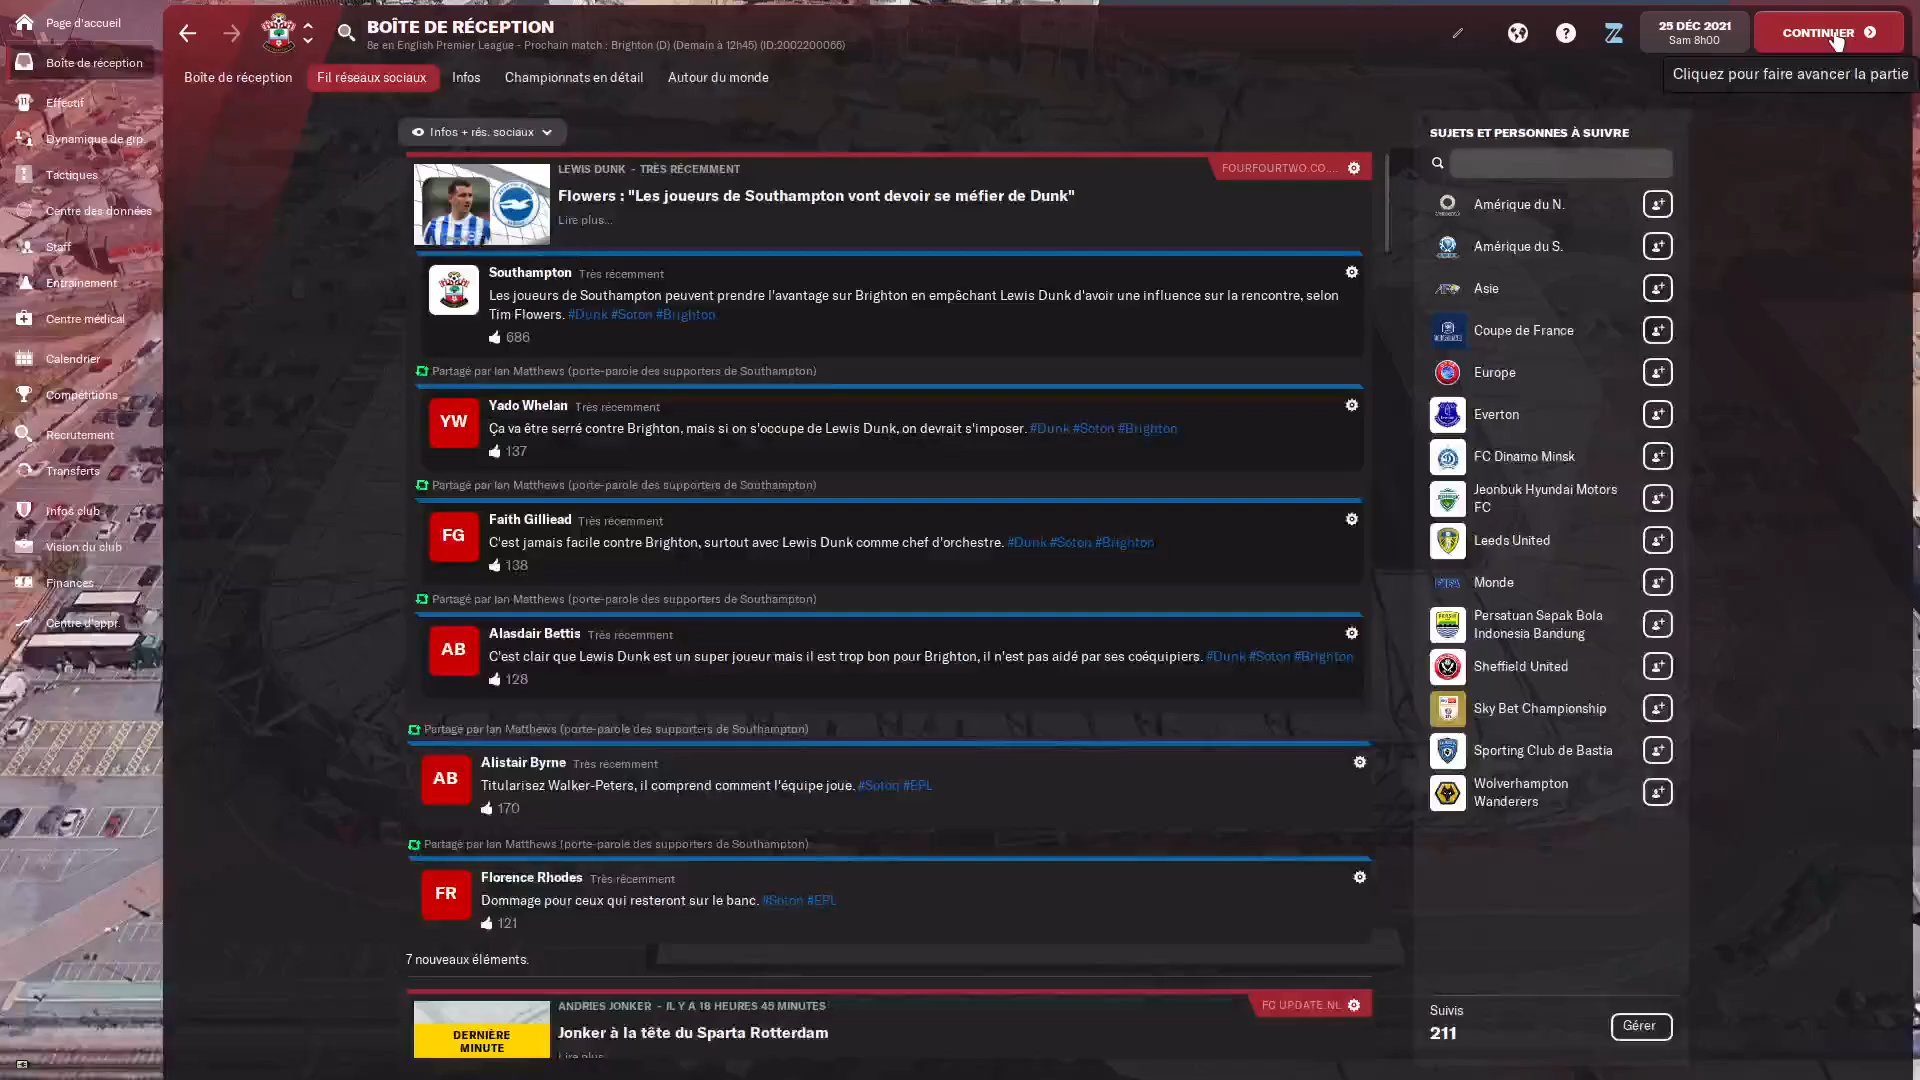 Page d'accueil
Boîte de réception
Effectif
Dynamique de grp.
Tactiques
Centre des données
Staff
Entraînement
Centre médical
Calendrier
Compétitions
Recrutement
Transferts
Infos club
Vision du club
Finances
Centre d'appr.
BOÎTE DE RÉCEPTION
8e en English Premier League - Prochain match : Brighton (D) (Demain à 12h45) (ID:2002200066)
25 DÉC 2021
Sam 8h00
CONTINUER
Cliquez pour faire avancer la partie
Boîte de réception
Fil réseaux sociaux
Infos
Championnats en détail
Autour du monde
Infos + rés. sociaux
LEWIS DUNK - TRÈS RÉCEMMENT
FOURFOURTWO.CO....
Flowers : "Les joueurs de Southampton vont devoir se méfier de Dunk"
Lire plus...
Southampton Très récemment
Les joueurs de Southampton peuvent prendre l'avantage sur Brighton en empêchant Lewis Dunk d'avoir une influence sur la rencontre, selon
Tim Flowers. #Dunk #Soton #Brighton
686
Partagé par Ian Matthews (porte-parole des supporters de Southampton)
YW
Yado Whelan Très récemment
Ça va être serré contre Brighton, mais si on s'occupe de Lewis Dunk, on devrait s'imposer. #Dunk #Soton #Brighton
137
Partagé par Ian Matthews (porte-parole des supporters de Southampton)
FG
Faith Gilliead Très récemment
C'est jamais facile contre Brighton, surtout avec Lewis Dunk comme chef d'orchestre. #Dunk #Soton #Brighton
138
Partagé par Ian Matthews (porte-parole des supporters de Southampton)
AB
Alasdair Bettis Très récemment
C'est clair que Lewis Dunk est un super joueur mais il est trop bon pour Brighton, il n'est pas aidé par ses coéquipiers. #Dunk #Soton #Brighton
128
Partagé par Ian Matthews (porte-parole des supporters de Southampton)
AB
Alistair Byrne Très récemment
Titularisez Walker-Peters, il comprend comment l'équipe joue. #Soton #EPL
170
Partagé par Ian Matthews (porte-parole des supporters de Southampton)
FR
Florence Rhodes Très récemment
Dommage pour ceux qui resteront sur le banc. #Soton #EPL
121
7 nouveaux éléments.
ANDRIES JONKER - IL Y A 18 HEURES 45 MINUTES
FC UPDATE.NL
DERNIÈRE
MINUTE
Jonker à la tête du Sparta Rotterdam
Lire plus...
SUJETS ET PERSONNES À SUIVRE
Amérique du N.
Amérique du S.
Asie
Coupe de France
Europe
Everton
FC Dinamo Minsk
Jeonbuk Hyundai Motors
FC
Leeds United
Monde
Persatuan Sepak Bola
Indonesia Bandung
Sheffield United
Sky Bet Championship
Sporting Club de Bastia
Wolverhampton
Wanderers
Suivis
211
Gérer